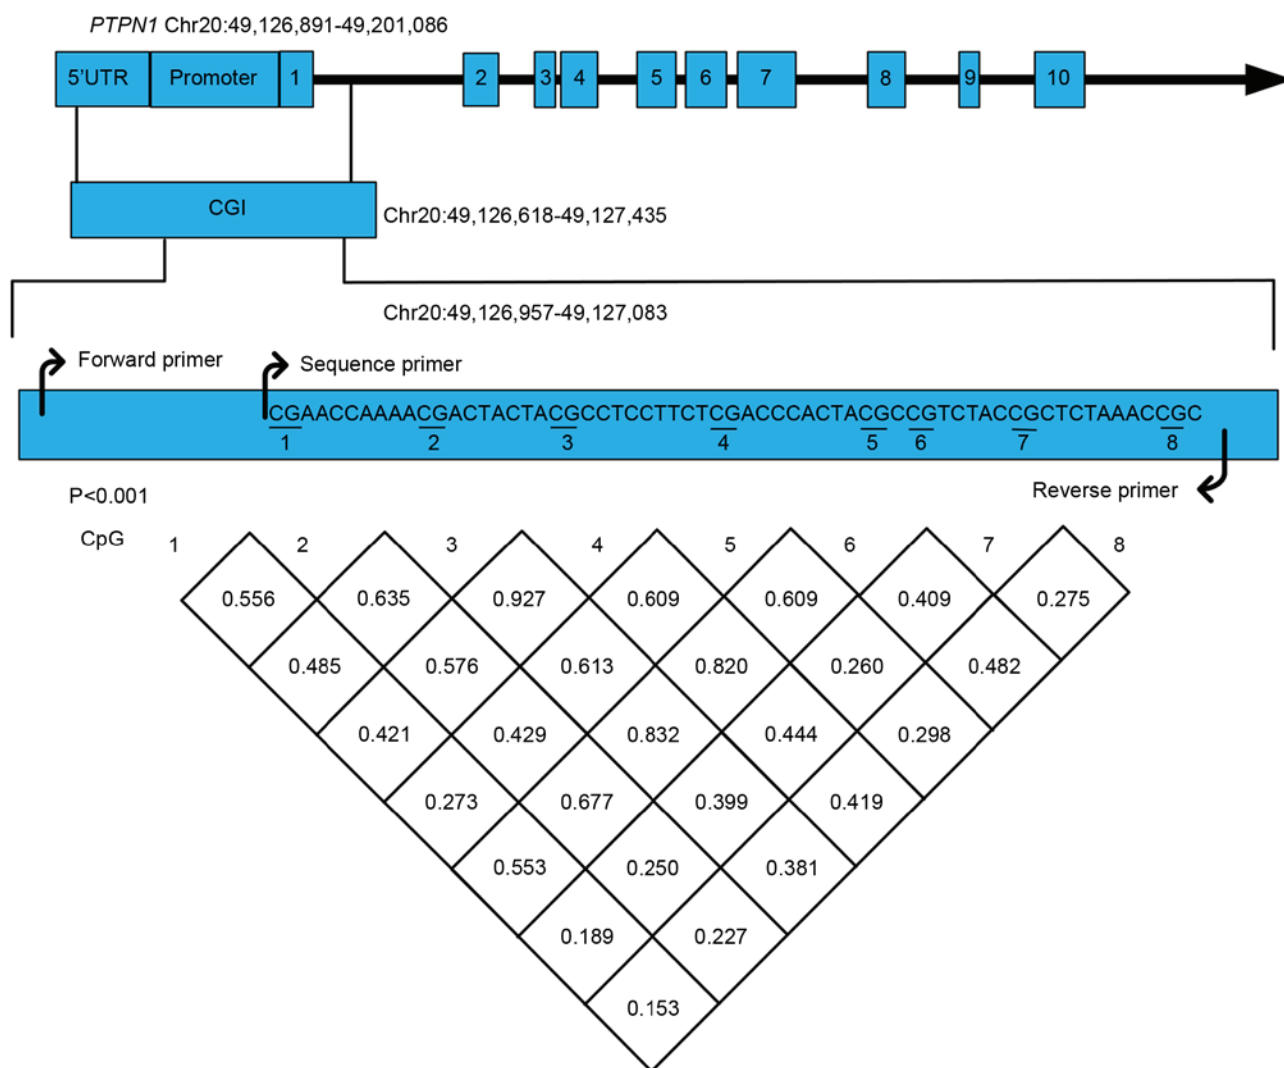 PTPN1 Chr20:49,126,891-49,201,086
5'UTR Promoter 1 2 3 4 5 6 7 8 9 10
CGI
Chr20:49,126,618-49,127,435
Chr20:49,126,957-49,127,083
Forward primer Sequence primer
CGAACCAAAACGACTACTACGCCTCCTTCTCGACCCACTACGCCGTCTACCGCTCTAAACCGC
1 2 3 4 5 6 7 8
P<0.001 Reverse primer
CpG 1 2 3 4 5 6 7 8
0.556 0.635 0.927 0.609 0.609 0.409 0.275
0.485 0.576 0.613 0.820 0.260 0.482
0.421 0.429 0.832 0.444 0.298
0.273 0.677 0.399 0.419
0.553 0.250 0.381
0.189 0.227
0.153